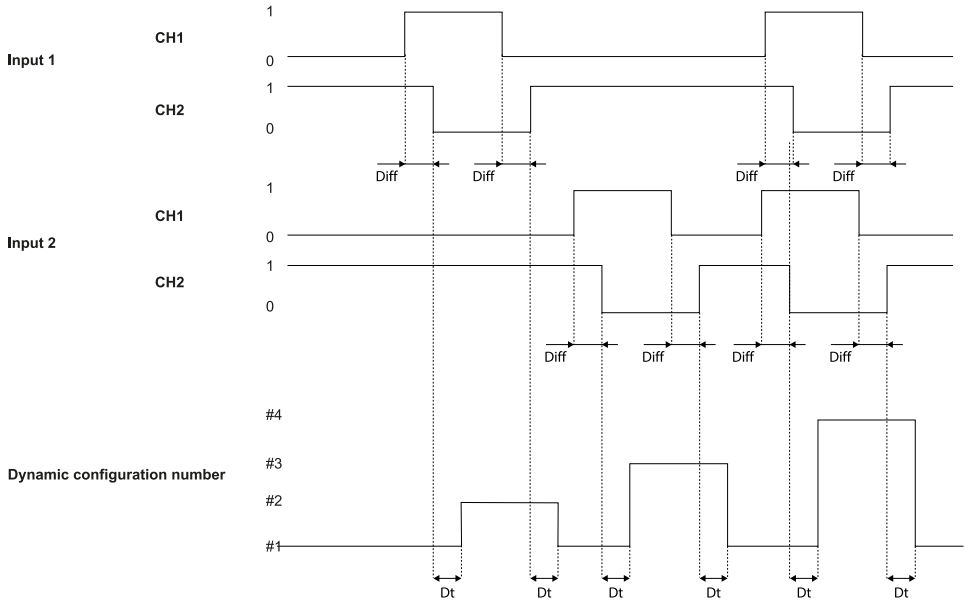 1
CH1
Input 1
0
1
CH2
0
Diff Diff Diff Diff
1
CH1
0
Input 2
1
CH2
0
Diff Diff Diff Diff
#4
#3
Dynamic configuration number
#2
#1
Dt Dt Dt Dt Dt Dt